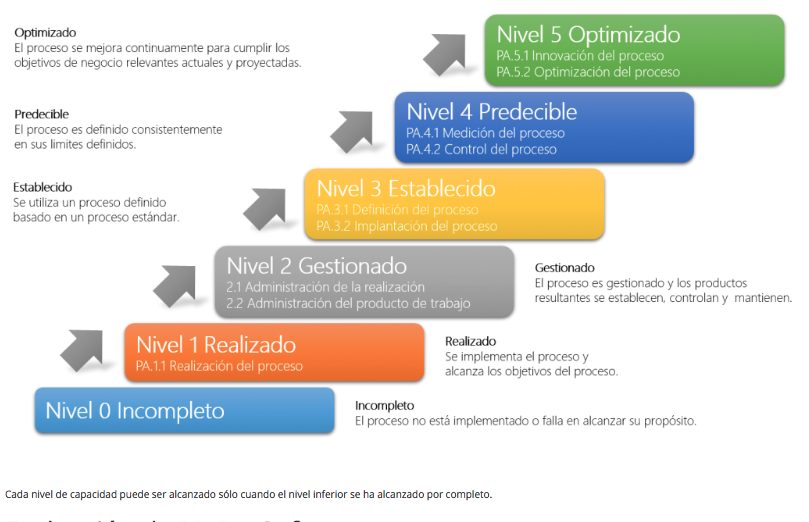 Optimizado
El proceso se mejora continuamente para cumplir los
objetivos de negocio relevantes actuales y proyectadas.
Nivel 5 Optimizado
PA.5.1 Innovación del proceso
PA.5.2 Optimización del proceso
Predecible
El proceso es definido consistentemente
en sus limites definidos.
Nivel 4 Predecible
PA.4.1 Medición del proceso
PA.4.2 Control del proceso
Establecido
Se utiliza un proceso definido
basado en un proceso estándar.
Nivel 3 Establecido
PA.3.1 Definición del proceso
PA.3.2 Implantación del proceso
Nivel 2 Gestionado
2.1 Administración de la realización
2.2 Administración del producto de trabajo
Gestionado
El proceso es gestionado y los productos
resultantes se establecen, controlan y mantienen.
Nivel 1 Realizado
PA.1.1 Realización del proceso
Realizado
Se implementa el proceso y
alcanza los objetivos del proceso.
Nivel 0 Incompleto
Incompleto
El proceso no está implementado o falla en alcanzar su propósito.
Cada nivel de capacidad puede ser alcanzado sólo cuando el nivel inferior se ha alcanzado por completo.